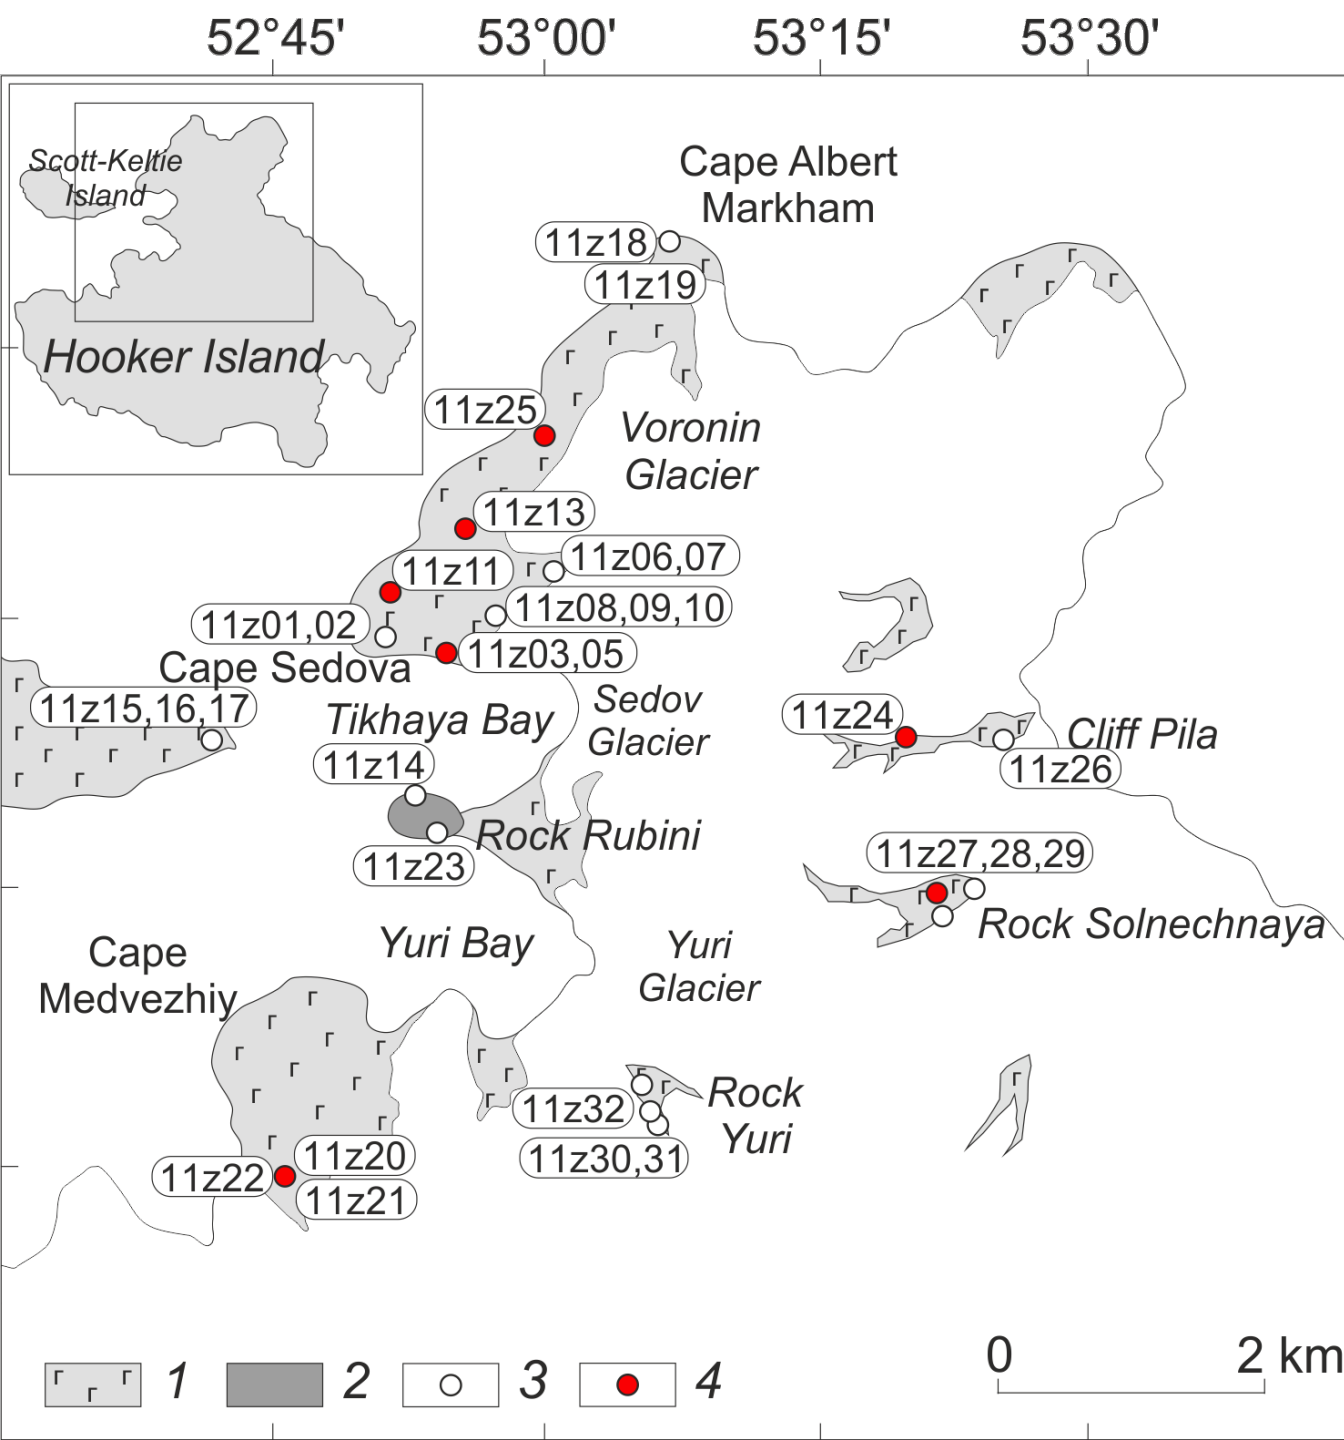 52°45'
53°00'
53°15'
53°30'
Scott-Keltie
Island
Hooker Island
Cape Albert
Markham
11z18
11z19
11z25
Voronin
Glacier
11z13
11z06,07
11z11
11z08,09,10
11z01,02
11z03,05
Cape Sedova
11z15,16,17
Tikhaya Bay
Sedov
Glacier
11z24
Cliff Pila
11z26
11z14
Rock Rubini
11z23
11z27,28,29
Rock Solnechnaya
Yuri Bay
Yuri
Glacier
Cape
Medvezhiy
11z32
Rock
Yuri
11z30,31
11z20
11z22
11z21
1
2
3
4
0
2 km